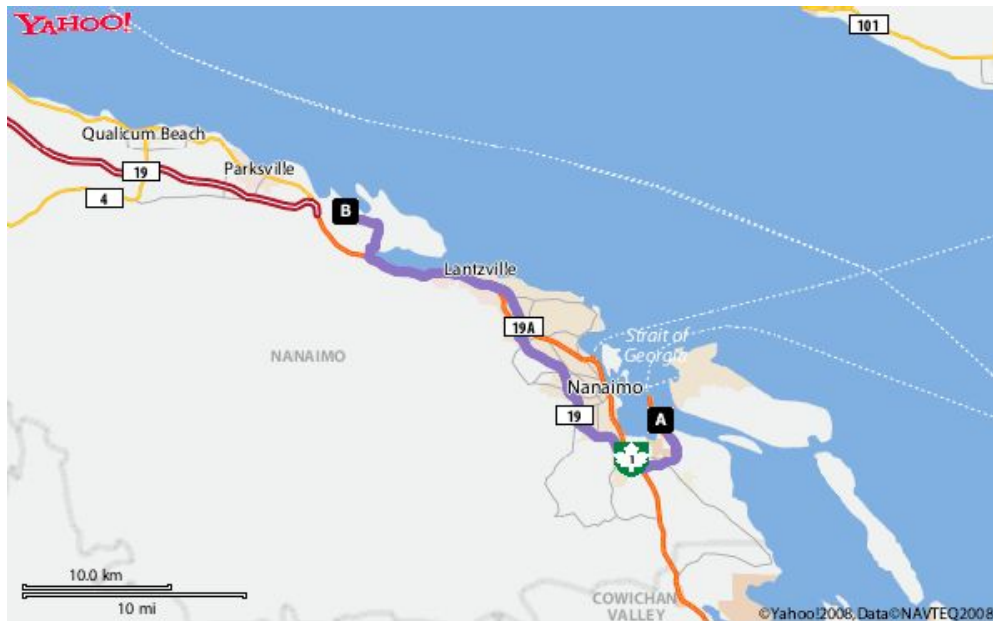 YAHOO!
101
Qualicum Beach
19
Parksville
4
B
Lantzville
19A
Strait of
Georgia
NANAIMO
Nanaimo
19
A
1
10.0 km
10 mi
COWICHAN
VALLEY
©Yahoo!2008,Data©NAVTEQ2008